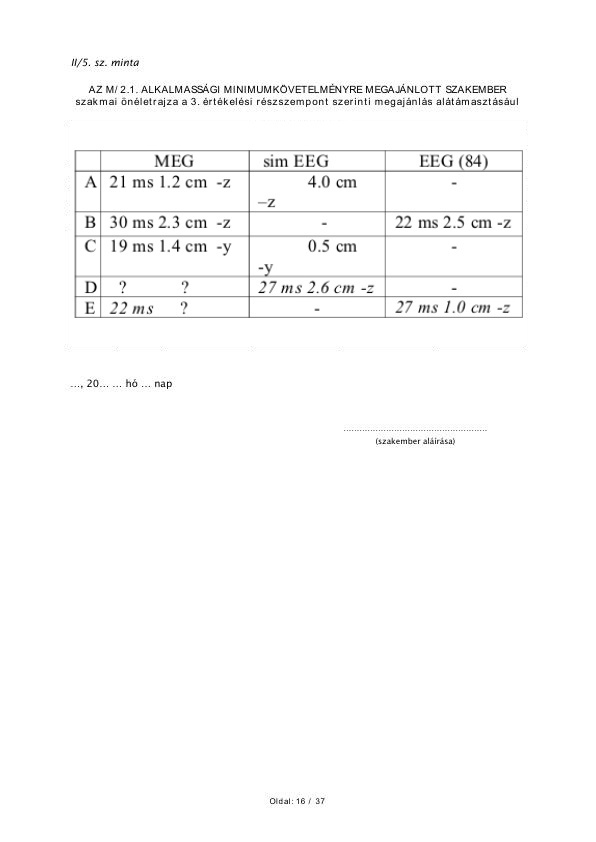 II/5. sz. minta
AZ M/ 2.1. ALKALMASSÁGI MINIMUMKÖVETELMÉNYRE MEGAJÁNLOTT SZAKEMBER
szakmai önéletrajza a 3. értékelési részszempont szerinti megajánlás alátámasztásául
MEG sim EEG EEG (84)
A 21 ms 1.2 cm -z 4.0 cm -
–z
B 30 ms 2.3 cm -z - 22 ms 2.5 cm -z
C 19 ms 1.4 cm -y 0.5 cm -
-y
D ? ? 27 ms 2.6 cm -z -
E 22 ms ? - 27 ms 1.0 cm -z
..., 20... ... hó ... nap
......................................................
(szakember aláírása)
Oldal: 16 / 37